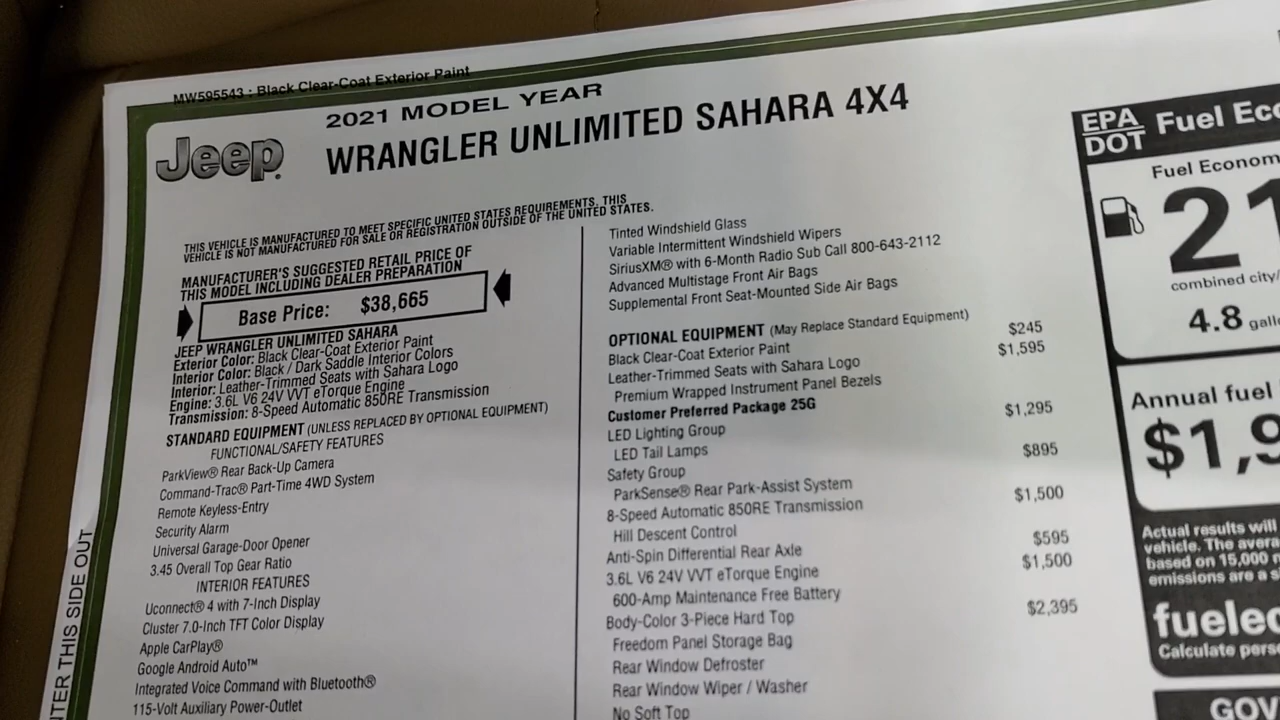 MW595543 : Black Clear-Coat Exterior Paint
2021 MODEL YEAR
Jeep
WRANGLER UNLIMITED SAHARA 4X4
THIS VEHICLE IS MANUFACTURED TO MEET SPECIFIC UNITED STATES REQUIREMENTS. THIS
VEHICLE IS NOT MANUFACTURED FOR SALE OR REGISTRATION OUTSIDE OF THE UNITED STATES.
MANUFACTURER'S SUGGESTED RETAIL PRICE OF
THIS MODEL INCLUDING DEALER PREPARATION
Base Price: $38,665
JEEP WRANGLER UNLIMITED SAHARA
Exterior Color: Black Clear-Coat Exterior Paint
Interior Color: Black / Dark Saddle Interior Colors
Interior: Leather-Trimmed Seats with Sahara Logo
Engine: 3.6L V6 24V VVT eTorque Engine
Transmission: 8-Speed Automatic 850RE Transmission
STANDARD EQUIPMENT (UNLESS REPLACED BY OPTIONAL EQUIPMENT)
FUNCTIONAL/SAFETY FEATURES
ParkView® Rear Back-Up Camera
Command-Trac® Part-Time 4WD System
Remote Keyless-Entry
Security Alarm
Universal Garage-Door Opener
3.45 Overall Top Gear Ratio
INTERIOR FEATURES
Uconnect® 4 with 7-Inch Display
Cluster 7.0-Inch TFT Color Display
Apple CarPlay®
Google Android Auto™
Integrated Voice Command with Bluetooth®
115-Volt Auxiliary Power-Outlet
Tinted Windshield Glass
Variable Intermittent Windshield Wipers
SiriusXM® with 6-Month Radio Sub Call 800-643-2112
Advanced Multistage Front Air Bags
Supplemental Front Seat-Mounted Side Air Bags
OPTIONAL EQUIPMENT (May Replace Standard Equipment)
Black Clear-Coat Exterior Paint $245
Leather-Trimmed Seats with Sahara Logo $1,595
Premium Wrapped Instrument Panel Bezels
Customer Preferred Package 25G
LED Lighting Group $1,295
LED Tail Lamps
Safety Group $895
ParkSense® Rear Park-Assist System
8-Speed Automatic 850RE Transmission $1,500
Hill Descent Control
Anti-Spin Differential Rear Axle $595
3.6L V6 24V VVT eTorque Engine $1,500
600-Amp Maintenance Free Battery
Body-Color 3-Piece Hard Top $2,395
Freedom Panel Storage Bag
Rear Window Defroster
Rear Window Wiper / Washer
No Soft Top
EPA
DOT
Fuel Eco
Fuel Econom
21
combined city/
4.8 gall
Annual fuel
$1,9
Actual results will
vehicle. The avera
based on 15,000 m
emissions are a s
fuelec
Calculate pers
GOV
NTER THIS SIDE OUT